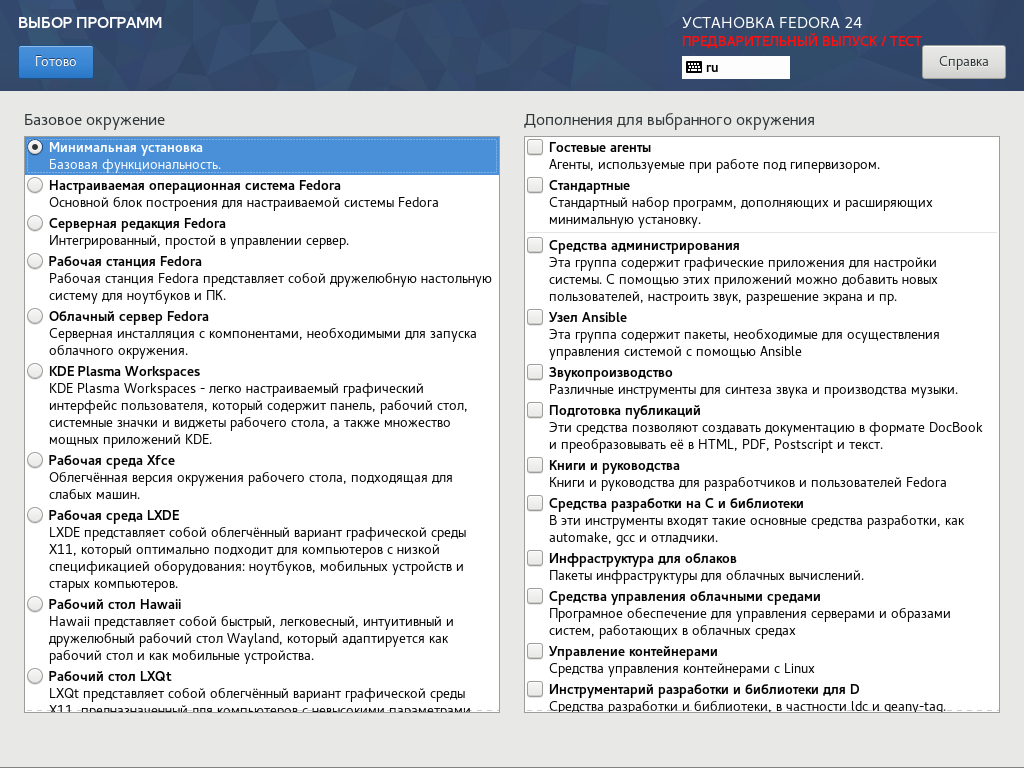 ВЫБОР ПРОГРАММ
Готово
УСТАНОВКА FEDORA 24
ПРЕДВАРИТЕЛЬНЫЙ ВЫПУСК / ТЕСТ
ru
Справка
Базовое окружение
Минимальная установка
Базовая функциональность.
Настраиваемая операционная система Fedora
Основной блок построения для настраиваемой системы Fedora
Серверная редакция Fedora
Интегрированный, простой в управлении сервер.
Рабочая станция Fedora
Рабочая станция Fedora представляет собой дружелюбную настольную
систему для ноутбуков и ПК.
Облачный сервер Fedora
Серверная инсталляция с компонентами, необходимыми для запуска
облачного окружения.
KDE Plasma Workspaces
KDE Plasma Workspaces - легко настраиваемый графический
интерфейс пользователя, который содержит панель, рабочий стол,
системные значки и виджеты рабочего стола, а также множество
мощных приложений KDE.
Рабочая среда Xfce
Облегчённая версия окружения рабочего стола, подходящая для
слабых машин.
Рабочая среда LXDE
LXDE представляет собой облегчённый вариант графической среды
X11, который оптимально подходит для компьютеров с низкой
спецификацией оборудования: ноутбуков, мобильных устройств и
старых компьютеров.
Рабочий стол Hawaii
Hawaii представляет собой быстрый, легковесный, интуитивный и
дружелюбный рабочий стол Wayland, который адаптируется как
рабочий стол и как мобильные устройства.
Рабочий стол LXQt
LXQt представляет собой облегчённый вариант графической среды
X11, предназначенный для компьютеров с невысокими параметрами
Дополнения для выбранного окружения
Гостевые агенты
Агенты, используемые при работе под гипервизором.
Стандартные
Стандартный набор программ, дополняющих и расширяющих
минимальную установку.
Средства администрирования
Эта группа содержит графические приложения для настройки
системы. С помощью этих приложений можно добавить новых
пользователей, настроить звук, разрешение экрана и пр.
Узел Ansible
Эта группа содержит пакеты, необходимые для осуществления
управления системой с помощью Ansible
Звукопроизводство
Различные инструменты для синтеза звука и производства музыки.
Подготовка публикаций
Эти средства позволяют создавать документацию в формате DocBook
и преобразовывать её в HTML, PDF, Postscript и текст.
Книги и руководства
Книги и руководства для разработчиков и пользователей Fedora
Средства разработки на C и библиотеки
В эти инструменты входят такие основные средства разработки, как
automake, gcc и отладчики.
Инфраструктура для облаков
Пакеты инфраструктуры для облачных вычислений.
Средства управления облачными средами
Програмное обеспечение для управления серверами и образами
систем, работающих в облачных средах
Управление контейнерами
Средства управления контейнерами с Linux
Инструментарий разработки и библиотеки для D
Средства разработки и библиотеки, в частности ldc и geany-tag.